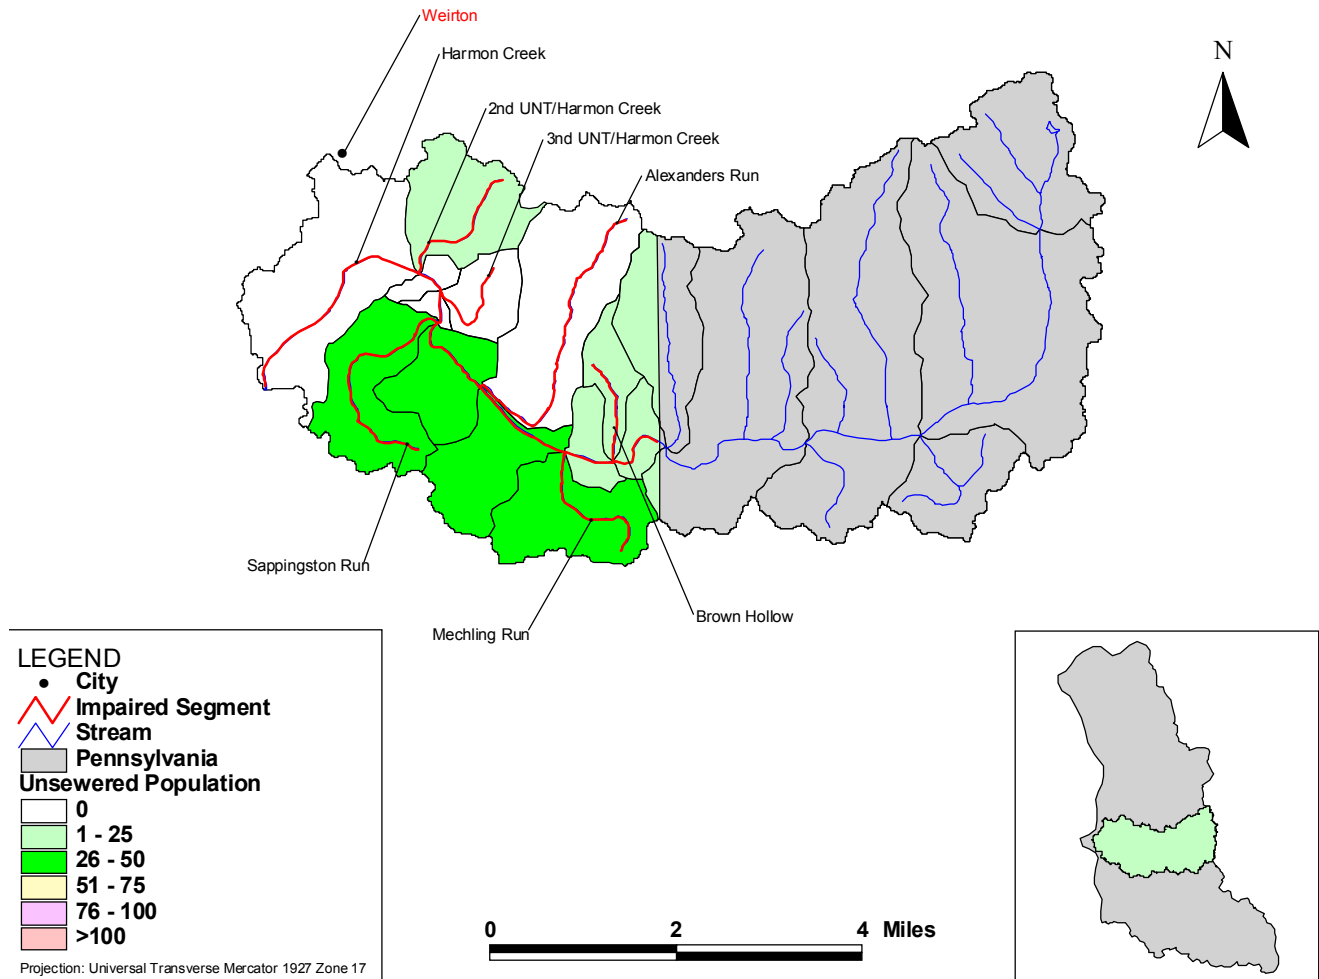 Weirton
Harmon Creek
N
2nd UNT/Harmon Creek
3nd UNT/Harmon Creek
Alexanders Run
Sappingston Run
Brown Hollow
Mechling Run
LEGEND
City
Impaired Segment
Stream
Pennsylvania
Unsewered Population
0
1 - 25
26 - 50
51 - 75
76 - 100
>100
Projection: Universal Transverse Mercator 1927 Zone 17
0 2 4 Miles